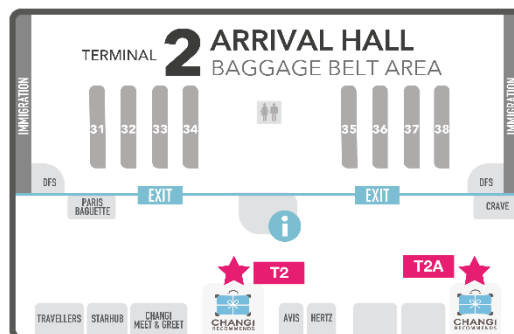 TERMINAL 2 ARRIVAL HALL
BAGGAGE BELT AREA
IMMIGRATION
IMMIGRATION
31 32 33 34
35 36 37 38
DFS
DFS
PARIS
BAGUETTE
EXIT
EXIT
CRAVE
i
T2
T2A
TRAVELLERS
STARHUB
CHANGI
MEET & GREET
CHANGI
RECOMMENDS
AVIS
HERTZ
CHANGI
RECOMMENDS